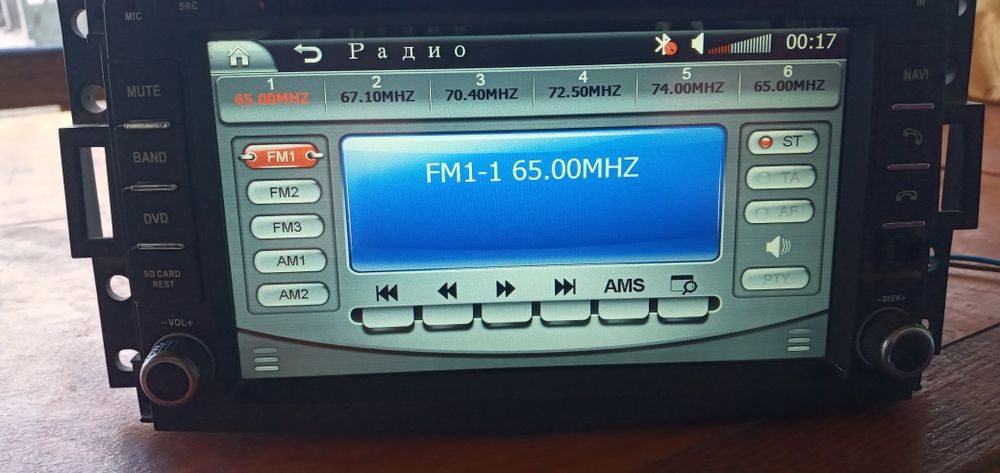 MIC
SRC
IR
Радио
00:17
1 2 3 4 5 6
65.00MHZ 67.10MHZ 70.40MHZ 72.50MHZ 74.00MHZ 65.00MHZ
MUTE
BAND
DVD
SD CARD
REST
-VOL+
FM1
FM2
FM3
AM1
AM2
FM1-1 65.00MHZ
AMS
ST
TA
AF
PTY
NAVI
-SEEK+